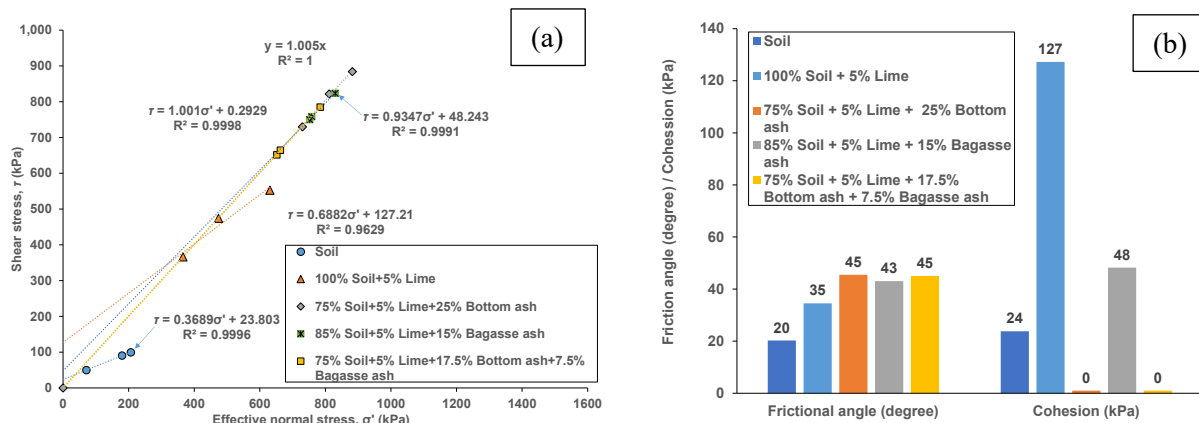 (a)
1,000
900
800
700
600
500
400
300
200
100
0
Shear stress, τ (kPa)
y = 1.005x
R² = 1
τ = 1.001σ' + 0.2929
R² = 0.9998
τ = 0.9347σ' + 48.243
R² = 0.9991
τ = 0.6882σ' + 127.21
R² = 0.9629
τ = 0.3689σ' + 23.803
R² = 0.9996
Soil
100% Soil+5% Lime
75% Soil+5% Lime+25% Bottom ash
85% Soil+5% Lime+15% Bagasse ash
75% Soil+5% Lime+17.5% Bottom ash+7.5%
Bagasse ash
0 200 400 600 800 1000 1200 1400 1600
Effective normal stress, σ' (kPa)
(b)
140
120
100
80
60
40
20
0
Friction angle (degree) / Cohession (kPa)
Soil
100% Soil + 5% Lime
75% Soil + 5% Lime + 25% Bottom
ash
85% Soil + 5% Lime + 15% Bagasse
ash
75% Soil + 5% Lime + 17.5%
Bottom ash + 7.5% Bagasse ash
20 35 45 43 45
24 127 0 48 0
Frictional angle (degree) Cohesion (kPa)